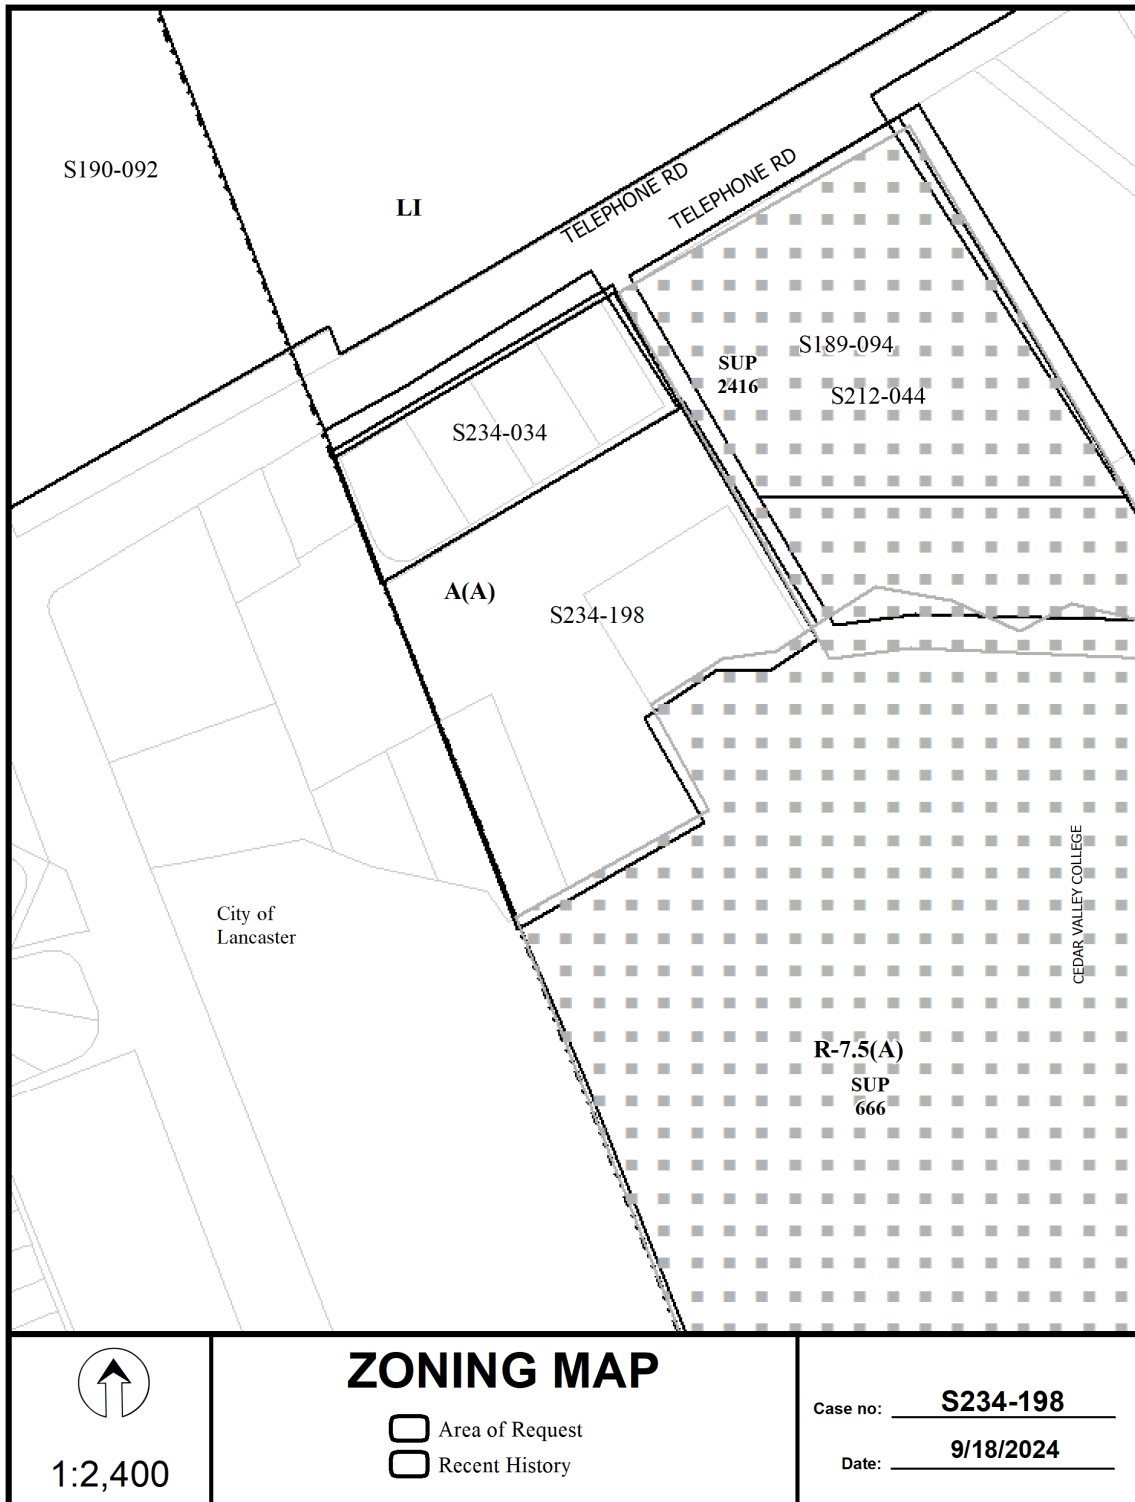 S190-092
LI
TELEPHONE RD
TELEPHONE RD
S189-094
SUP
2416
S212-044
S234-034
A(A)
S234-198
CEDAR VALLEY COLLEGE
City of
Lancaster
R-7.5(A)
SUP
666
1:2,400
ZONING MAP
Area of Request
Recent History
Case no: S234-198
Date: 9/18/2024